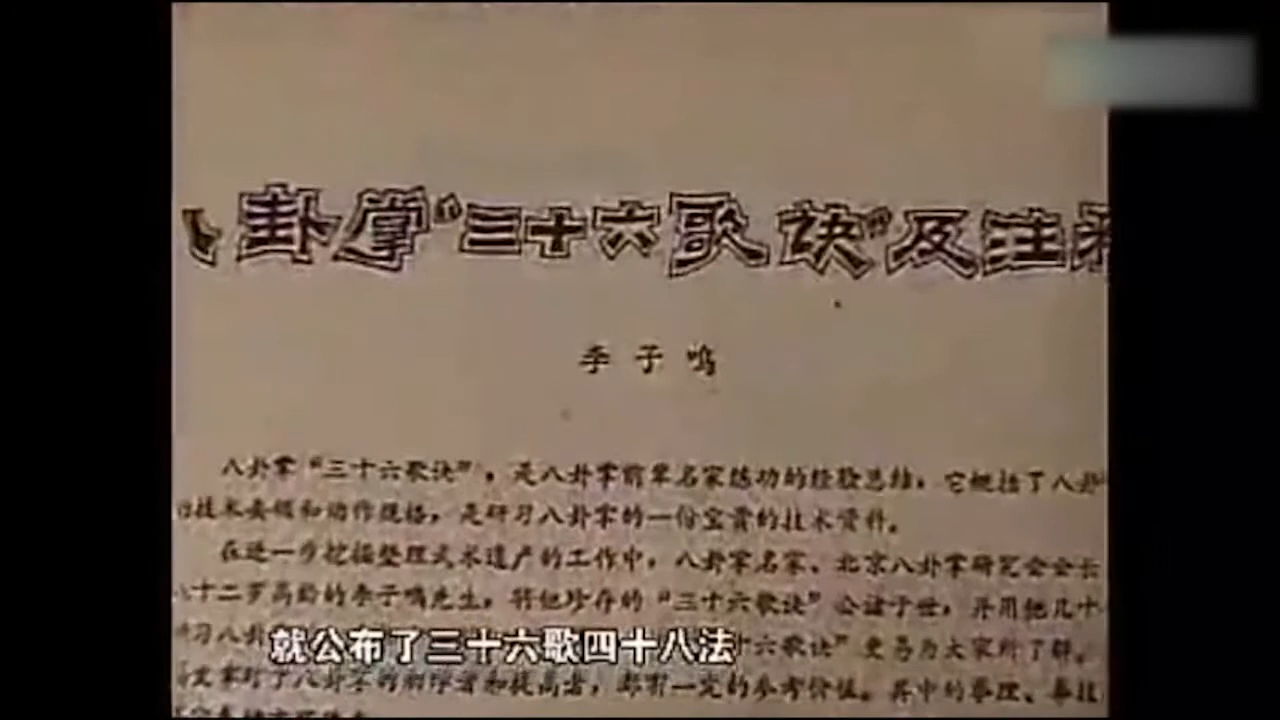 卦掌“三十六歌诀”及注
李子鸣
八卦掌“三十六歌诀”，是八卦掌前辈名家练功的经验总结，它概括了八卦
的技术要领和动作规格，是研习八卦掌的一份宝贵的技术资料。
在进一步挖掘整理武术遗产的工作中，八卦掌名家、北京八卦掌研究会会长
八十二岁高龄的李子鸣先生，将他珍存的“三十六歌诀”公诸于世，并用他几十
研习八 十六歌诀”更易为大家所了解。
就公布了三十六歌四十八法
都有一定的参考价值。其中的拳理、拳技